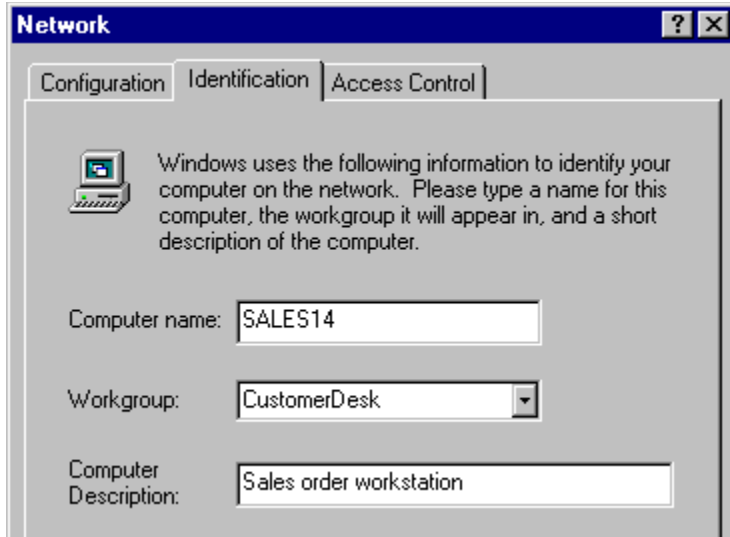 Network
Configuration Identification Access Control
Windows uses the following information to identify your
computer on the network. Please type a name for this
computer, the workgroup it will appear in, and a short
description of the computer.
Computer name: SALES14
Workgroup: CustomerDesk
Computer
Description: Sales order workstation